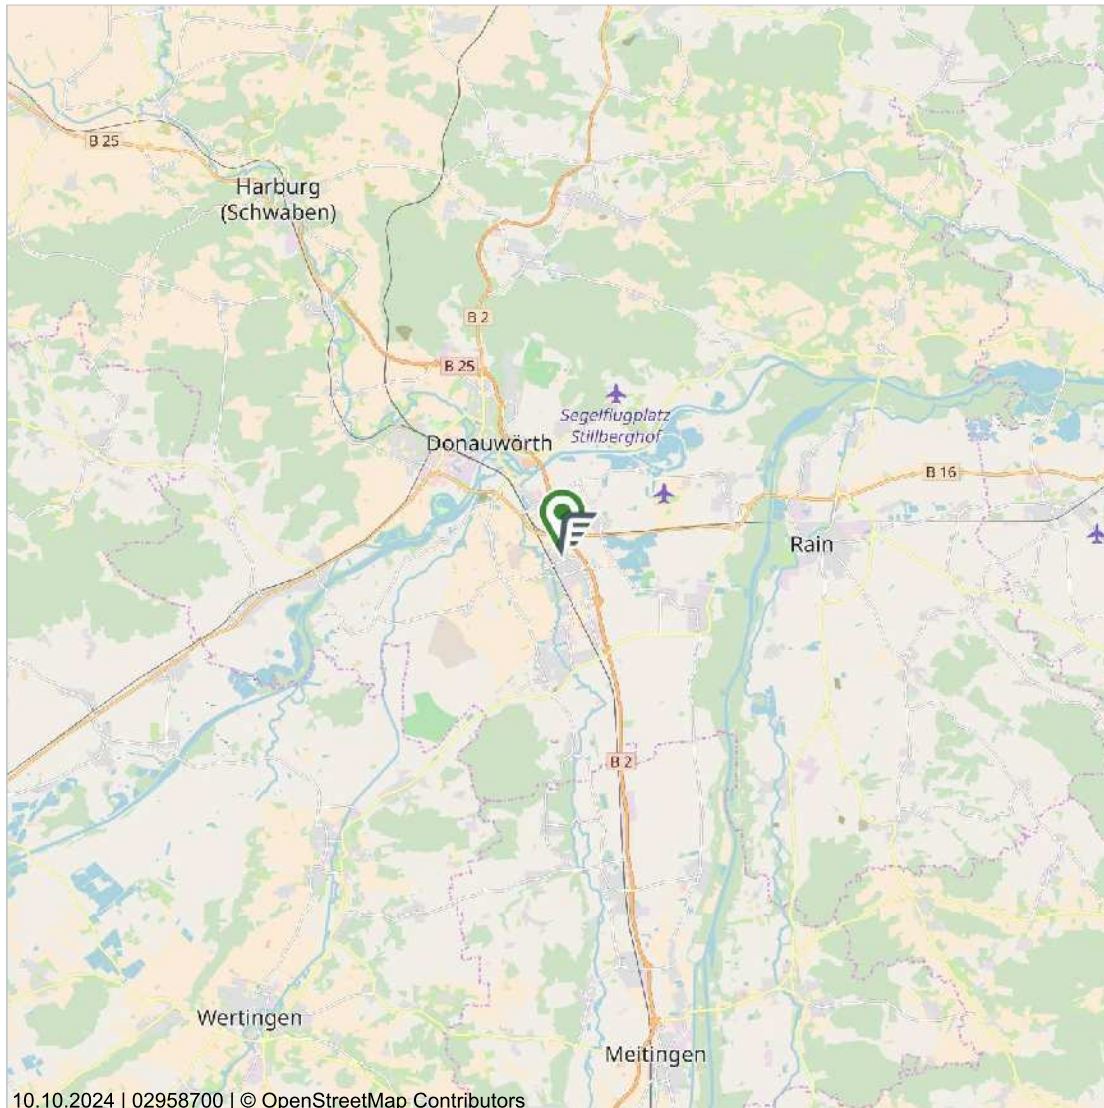 B 25
Harburg
(Schwaben)
B 2
B 25
Segelflugplatz
Stillberghof
Donauwörth
B 16
Rain
B 2
Wertingen
Meitingen
10.10.2024 | 02958700 | © OpenStreetMap Contributors